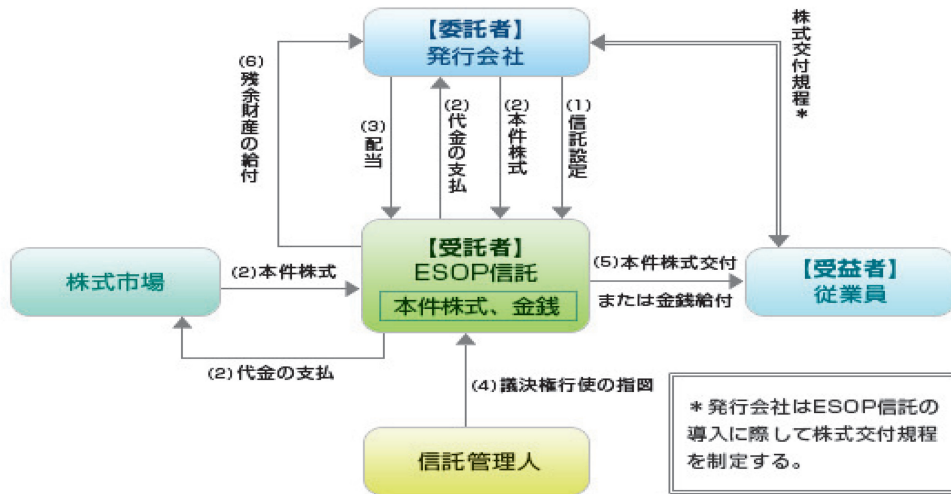 【委託者】
発行会社
株式交付規程*
(6)残余財産の給付
(3)配当
(2)代金の支払
(2)本件株式
(1)信託設定
【受託者】
ESOP信託
本件株式、金銭
株式市場
(2)本件株式
(5)本件株式交付
または金銭給付
【受益者】
従業員
(2)代金の支払
(4)議決権行使の指図
信託管理人
*発行会社はESOP信託の
導入に際して株式交付規程
を制定する。